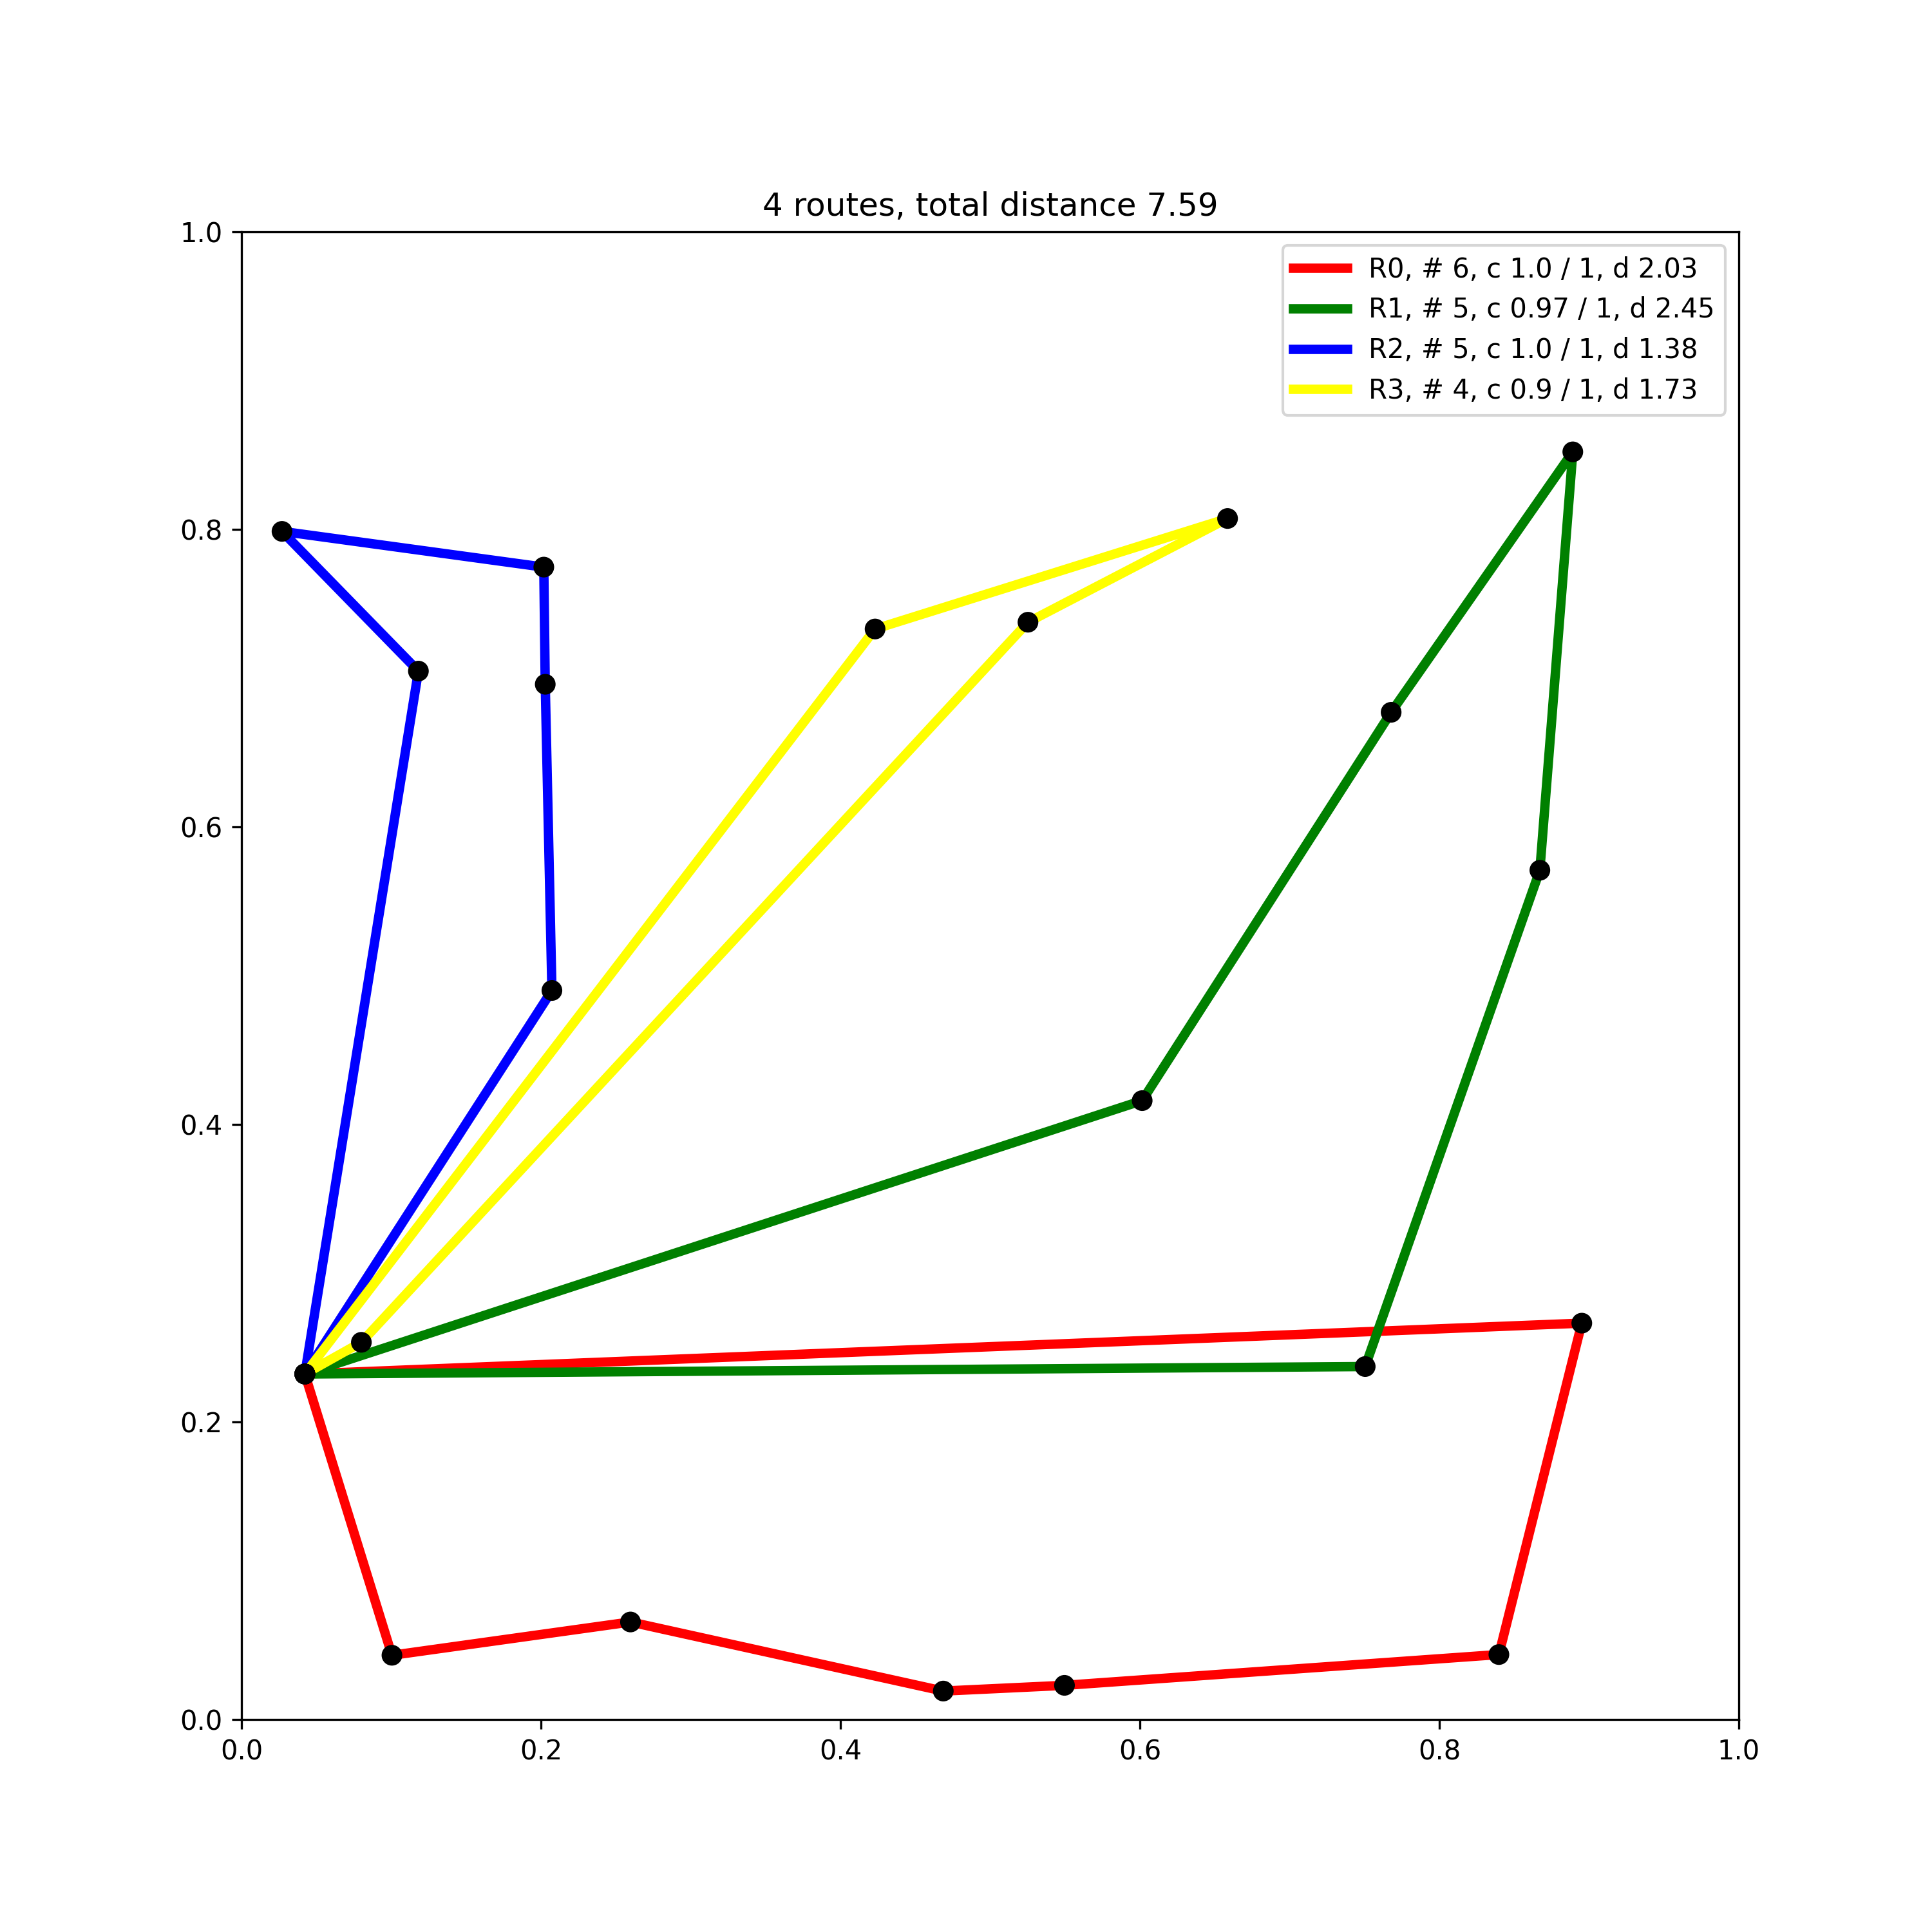 4 routes, total distance 7.59
R0, # 6, c 1.0 / 1, d 2.03
R1, # 5, c 0.97 / 1, d 2.45
R2, # 5, c 1.0 / 1, d 1.38
R3, # 4, c 0.9 / 1, d 1.73
1.0
0.8
0.6
0.4
0.2
0.0
0.0 0.2 0.4 0.6 0.8 1.0